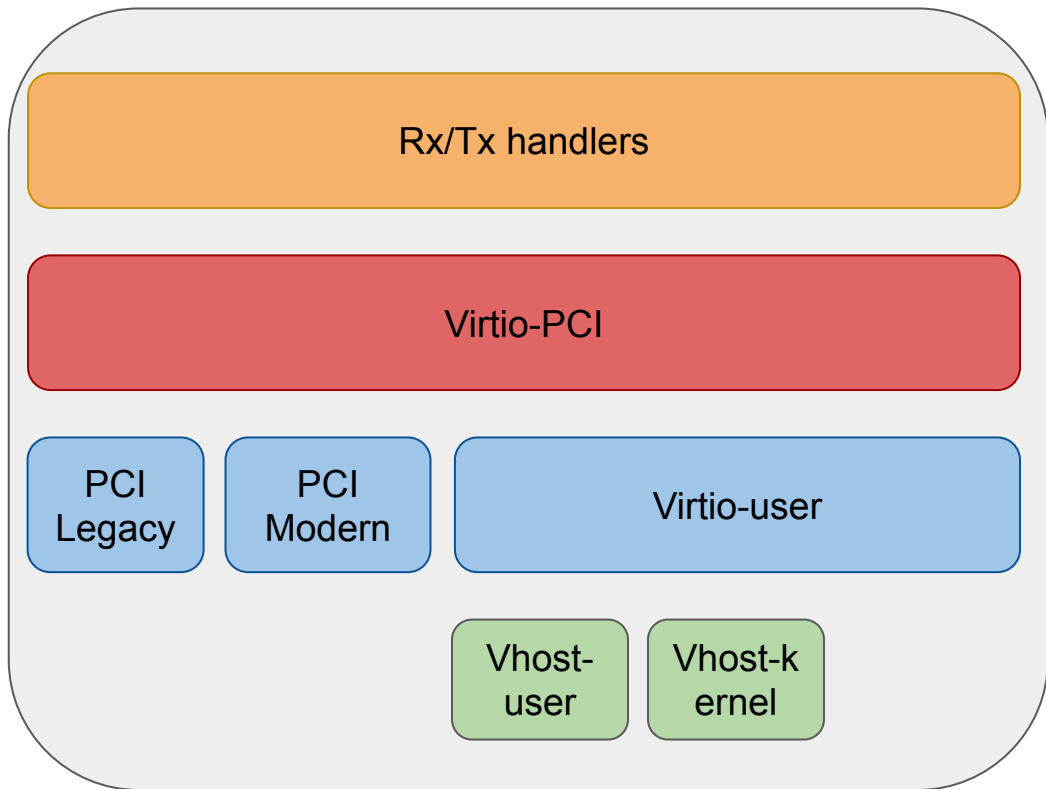 Rx/Tx handlers
Virtio-PCI
PCI
Legacy
PCI
Modern
Virtio-user
Vhost-
user
Vhost-k
ernel